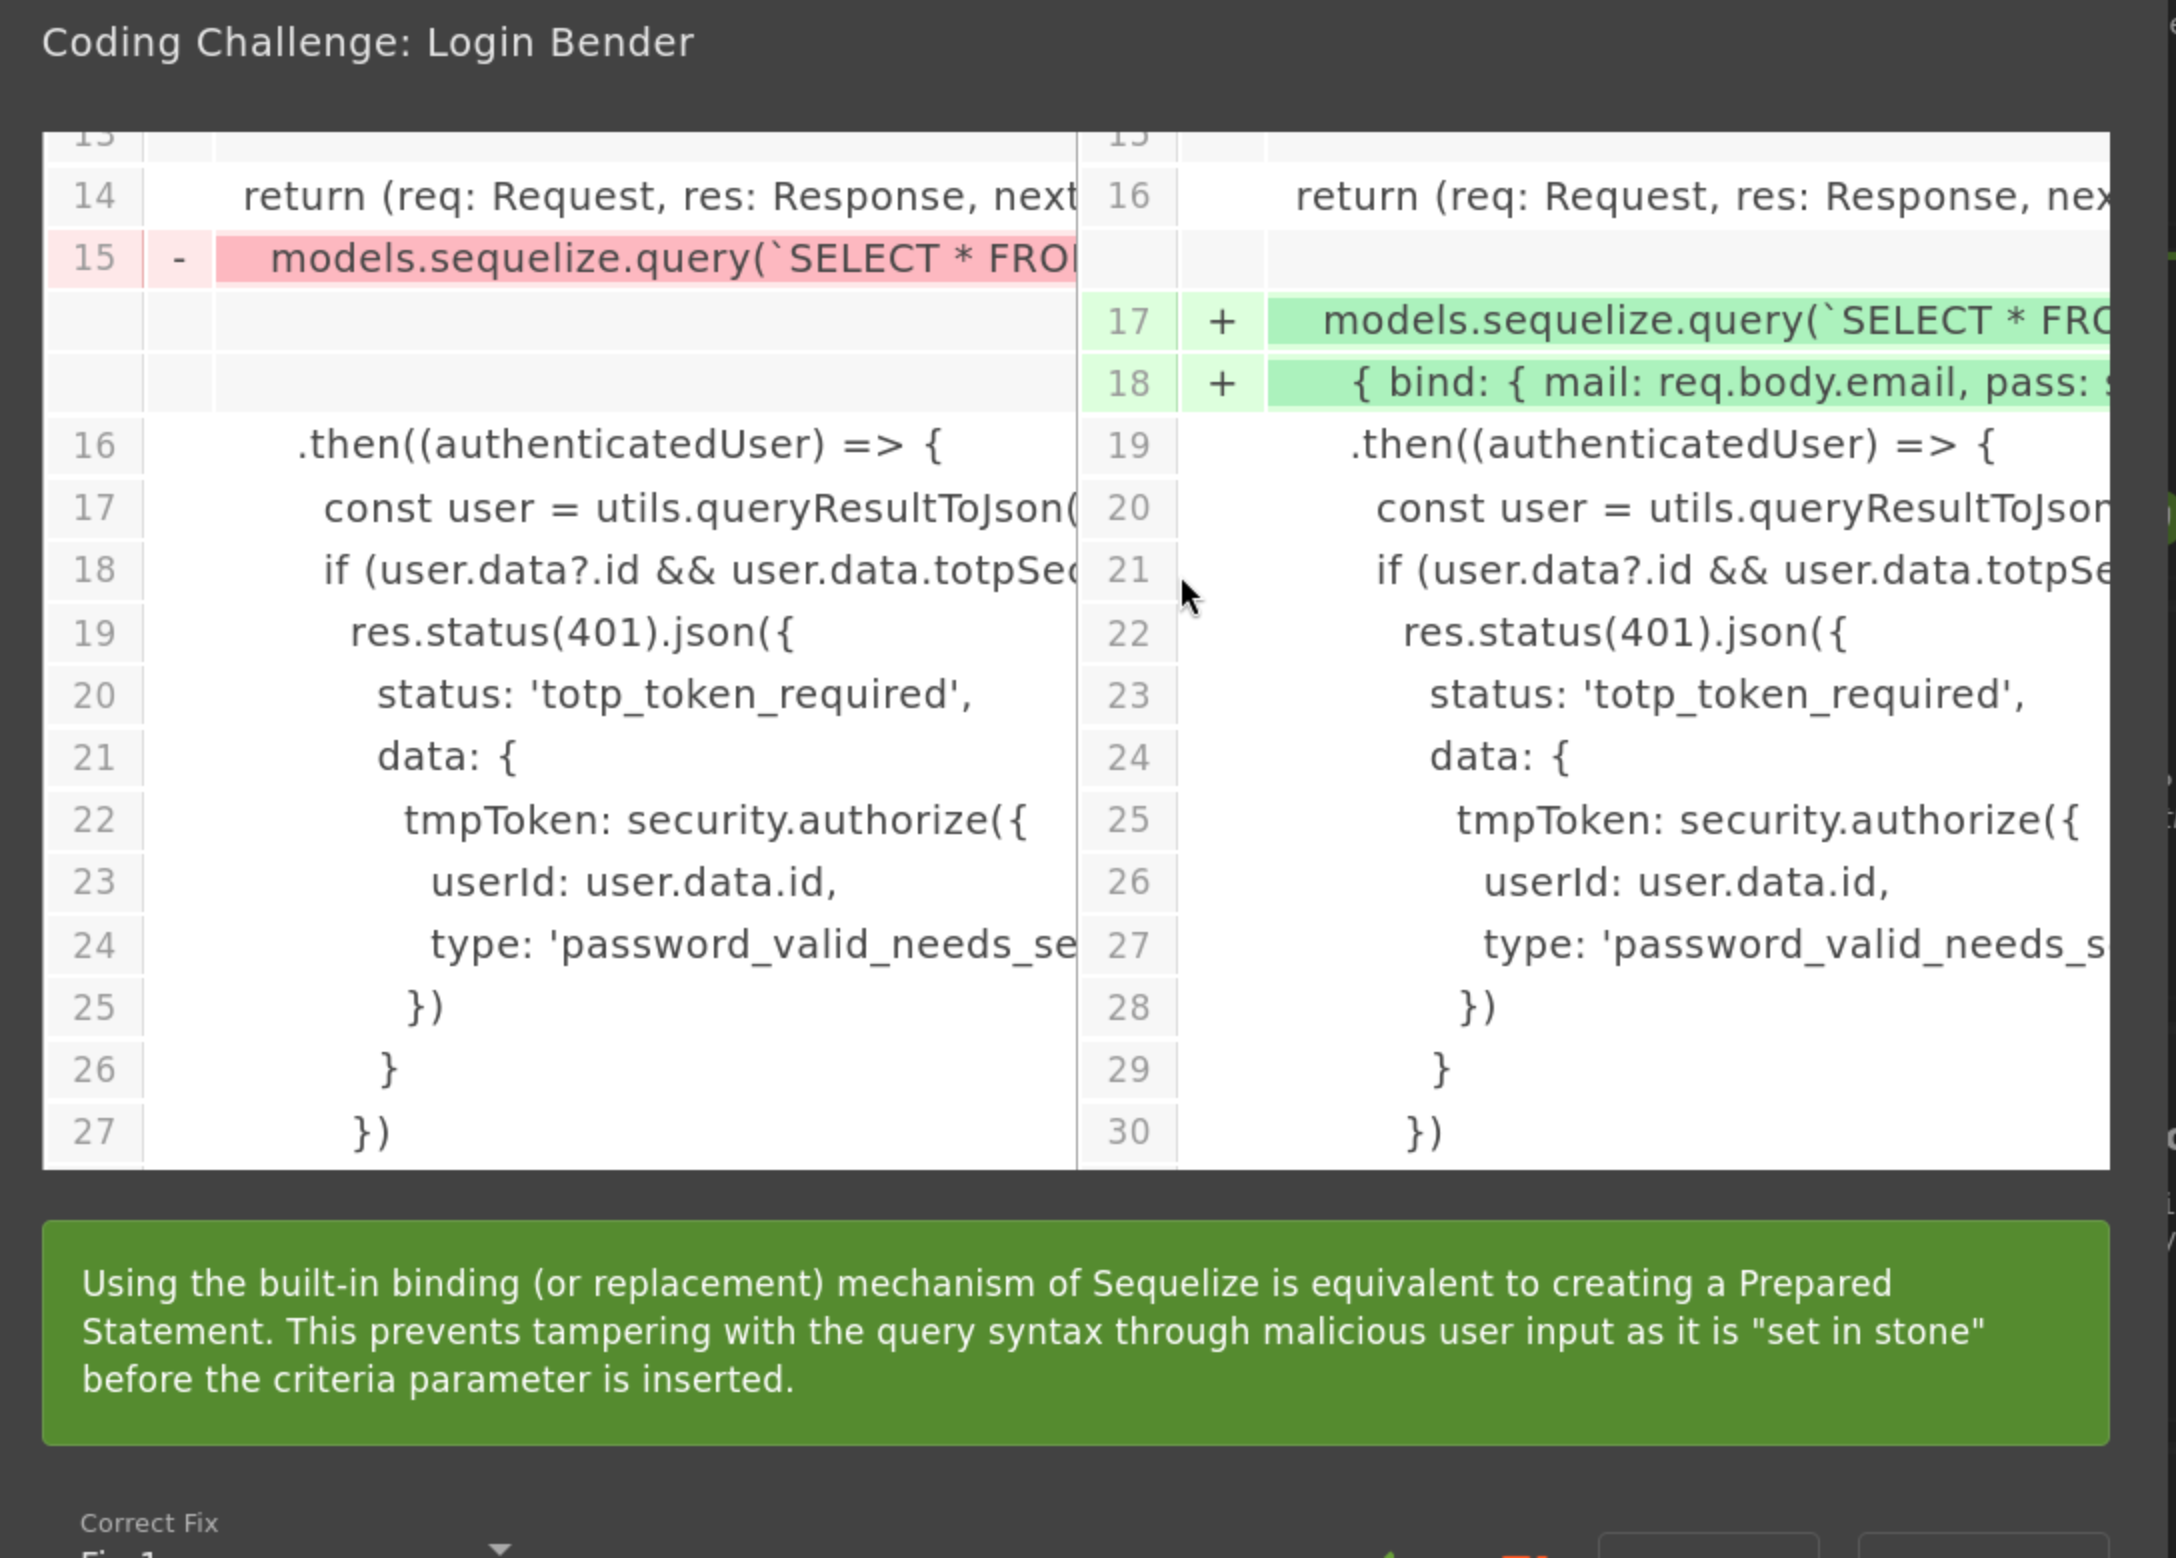 Coding Challenge: Login Bender
13
14 return (req: Request, res: Response, next
15 - models.sequelize.query(`SELECT * FRO
16 .then((authenticatedUser) => {
17 const user = utils.queryResultToJson(
18 if (user.data?.id && user.data.totpSec
19 res.status(401).json({
20 status: 'totp_token_required',
21 data: {
22 tmpToken: security.authorize({
23 userId: user.data.id,
24 type: 'password_valid_needs_se
25 })
26 }
27 })
15
16 return (req: Request, res: Response, nex
17 + models.sequelize.query(`SELECT * FRO
18 + { bind: { mail: req.body.email, pass:
19 .then((authenticatedUser) => {
20 const user = utils.queryResultToJson
21 if (user.data?.id && user.data.totpSe
22 res.status(401).json({
23 status: 'totp_token_required',
24 data: {
25 tmpToken: security.authorize({
26 userId: user.data.id,
27 type: 'password_valid_needs_s
28 })
29 }
30 })
Using the built-in binding (or replacement) mechanism of Sequelize is equivalent to creating a Prepared
Statement. This prevents tampering with the query syntax through malicious user input as it is "set in stone"
before the criteria parameter is inserted.
Correct Fix